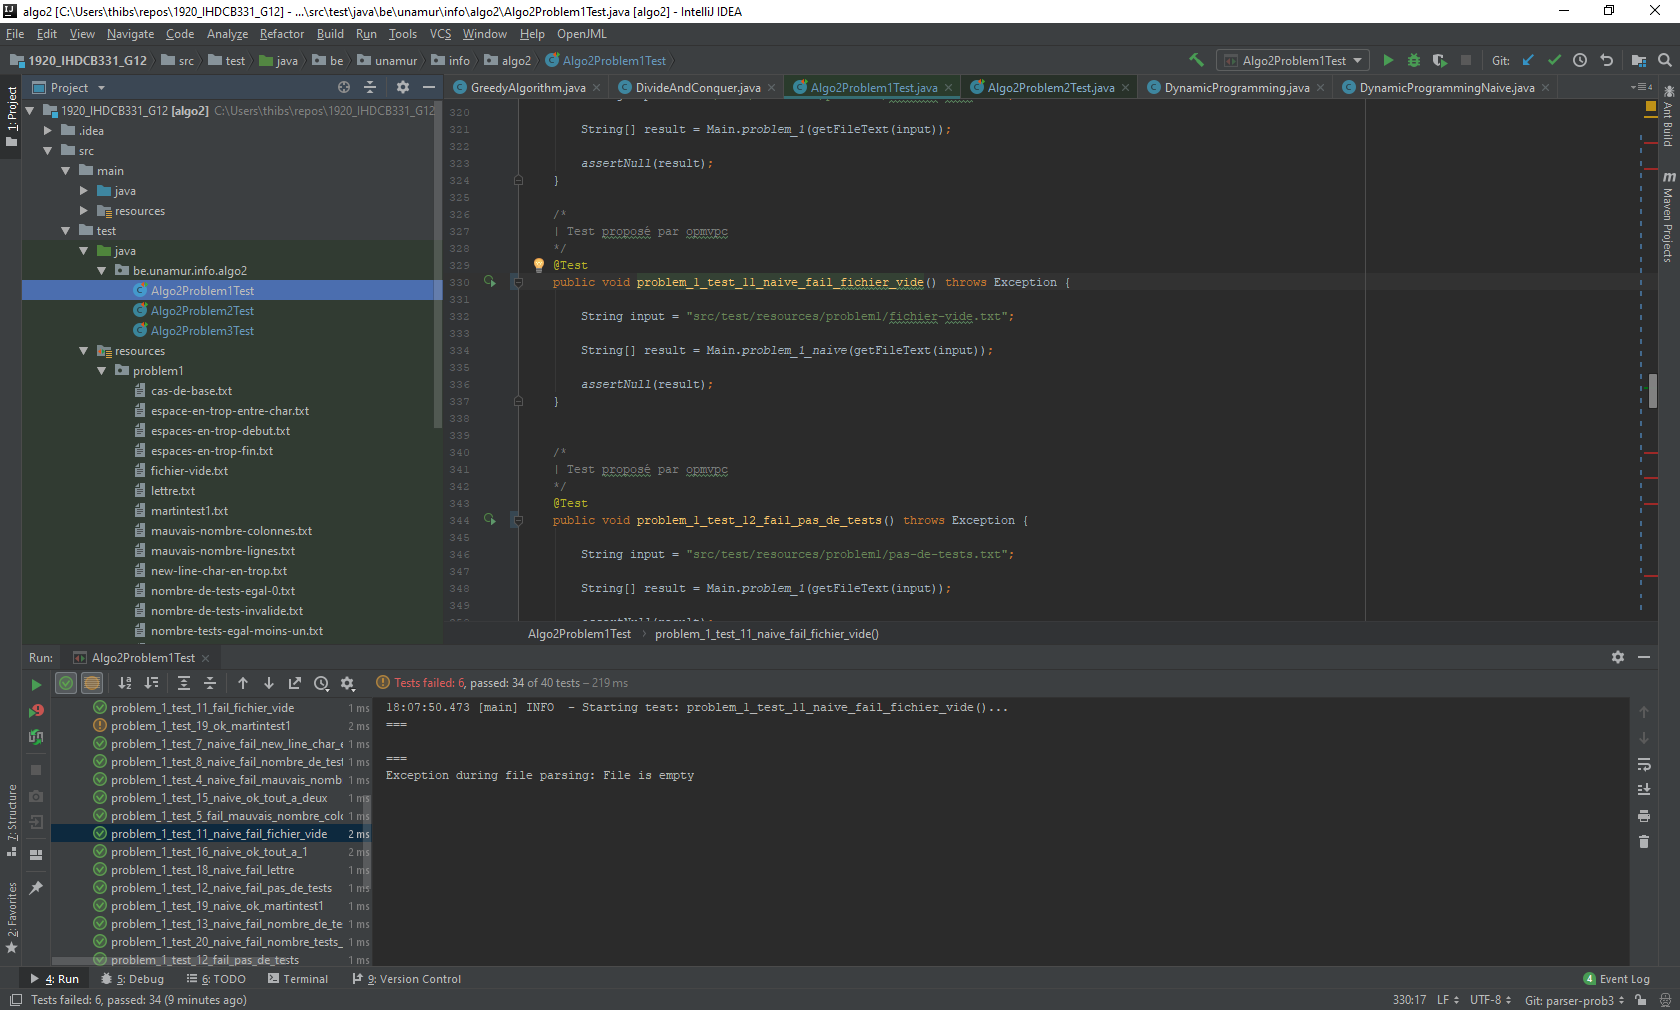 algo2 [C:\Users\thibs\repos\1920_IHDCB331_G12] - ...\src\test\java\be\unamur\info\algo2\Algo2Problem1Test.java [algo2] - IntelliJ IDEA
File Edit View Navigate Code Analyze Refactor Build Run Tools VCS Window Help OpenJML
1920_IHDCB331_G12 src test java be unamur info algo2 Algo2Problem1Test
Algo2Problem1Test Git:
Project
GreedyAlgorithm.java DivideAndConquer.java Algo2Problem1Test.java Algo2Problem2Test.java DynamicProgramming.java DynamicProgrammingNaive.java
1: Project
7: Structure
2: Favorites
Ant Build
Maven Projects
1920_IHDCB331_G12 [algo2] C:\Users\thibs\repos\1920_IHDCB331_G12
.idea
src
main
java
resources
test
java
be.unamur.info.algo2
Algo2Problem1Test
Algo2Problem2Test
Algo2Problem3Test
resources
problem1
cas-de-base.txt
espace-en-trop-entre-char.txt
espaces-en-trop-debut.txt
espaces-en-trop-fin.txt
fichier-vide.txt
lettre.txt
martintest1.txt
mauvais-nombre-colonnes.txt
mauvais-nombre-lignes.txt
new-line-char-en-trop.txt
nombre-de-tests-egal-0.txt
nombre-de-tests-invalide.txt
nombre-tests-egal-moins-un.txt
320
321 String[] result = Main.problem_1(getFileText(input));
322
323 assertNull(result);
324 }
325
326 /*
327 | Test proposé par opmvpc
328 */
329 @Test
330 public void problem_1_test_11_naive_fail_fichier_vide() throws Exception {
331
332 String input = "src/test/resources/problem1/fichier-vide.txt";
333
334 String[] result = Main.problem_1_naive(getFileText(input));
335
336 assertNull(result);
337 }
338
339
340 /*
341 | Test proposé par opmvpc
342 */
343 @Test
344 public void problem_1_test_12_fail_pas_de_tests() throws Exception {
345
346 String input = "src/test/resources/problem1/pas-de-tests.txt";
347
348 String[] result = Main.problem_1(getFileText(input));
349
Algo2Problem1Test problem_1_test_11_naive_fail_fichier_vide()
Run: Algo2Problem1Test
Tests failed: 6, passed: 34 of 40 tests – 219 ms
problem_1_test_11_fail_fichier_vide 1 ms
problem_1_test_19_ok_martintest1 2 ms
problem_1_test_7_naive_fail_new_line_char_e 1 ms
problem_1_test_8_naive_fail_nombre_de_test 1 ms
problem_1_test_4_naive_fail_mauvais_nomb 1 ms
problem_1_test_15_naive_ok_tout_a_deux 1 ms
problem_1_test_5_fail_mauvais_nombre_colo 1 ms
problem_1_test_11_naive_fail_fichier_vide 2 ms
problem_1_test_16_naive_ok_tout_a_1 2 ms
problem_1_test_18_naive_fail_lettre 1 ms
problem_1_test_12_naive_fail_pas_de_tests 1 ms
problem_1_test_19_naive_ok_martintest1 1 ms
problem_1_test_13_naive_fail_nombre_de_te 1 ms
problem_1_test_20_naive_fail_nombre_tests_ 1 ms
problem_1_test_12_fail_pas_de_tests 1 ms
18:07:50.473 [main] INFO - Starting test: problem_1_test_11_naive_fail_fichier_vide()...
===
===
Exception during file parsing: File is empty
4: Run 5: Debug 6: TODO Terminal 9: Version Control 4 Event Log
Tests failed: 6, passed: 34 (9 minutes ago) 330:17 LF UTF-8 Git: parser-prob3